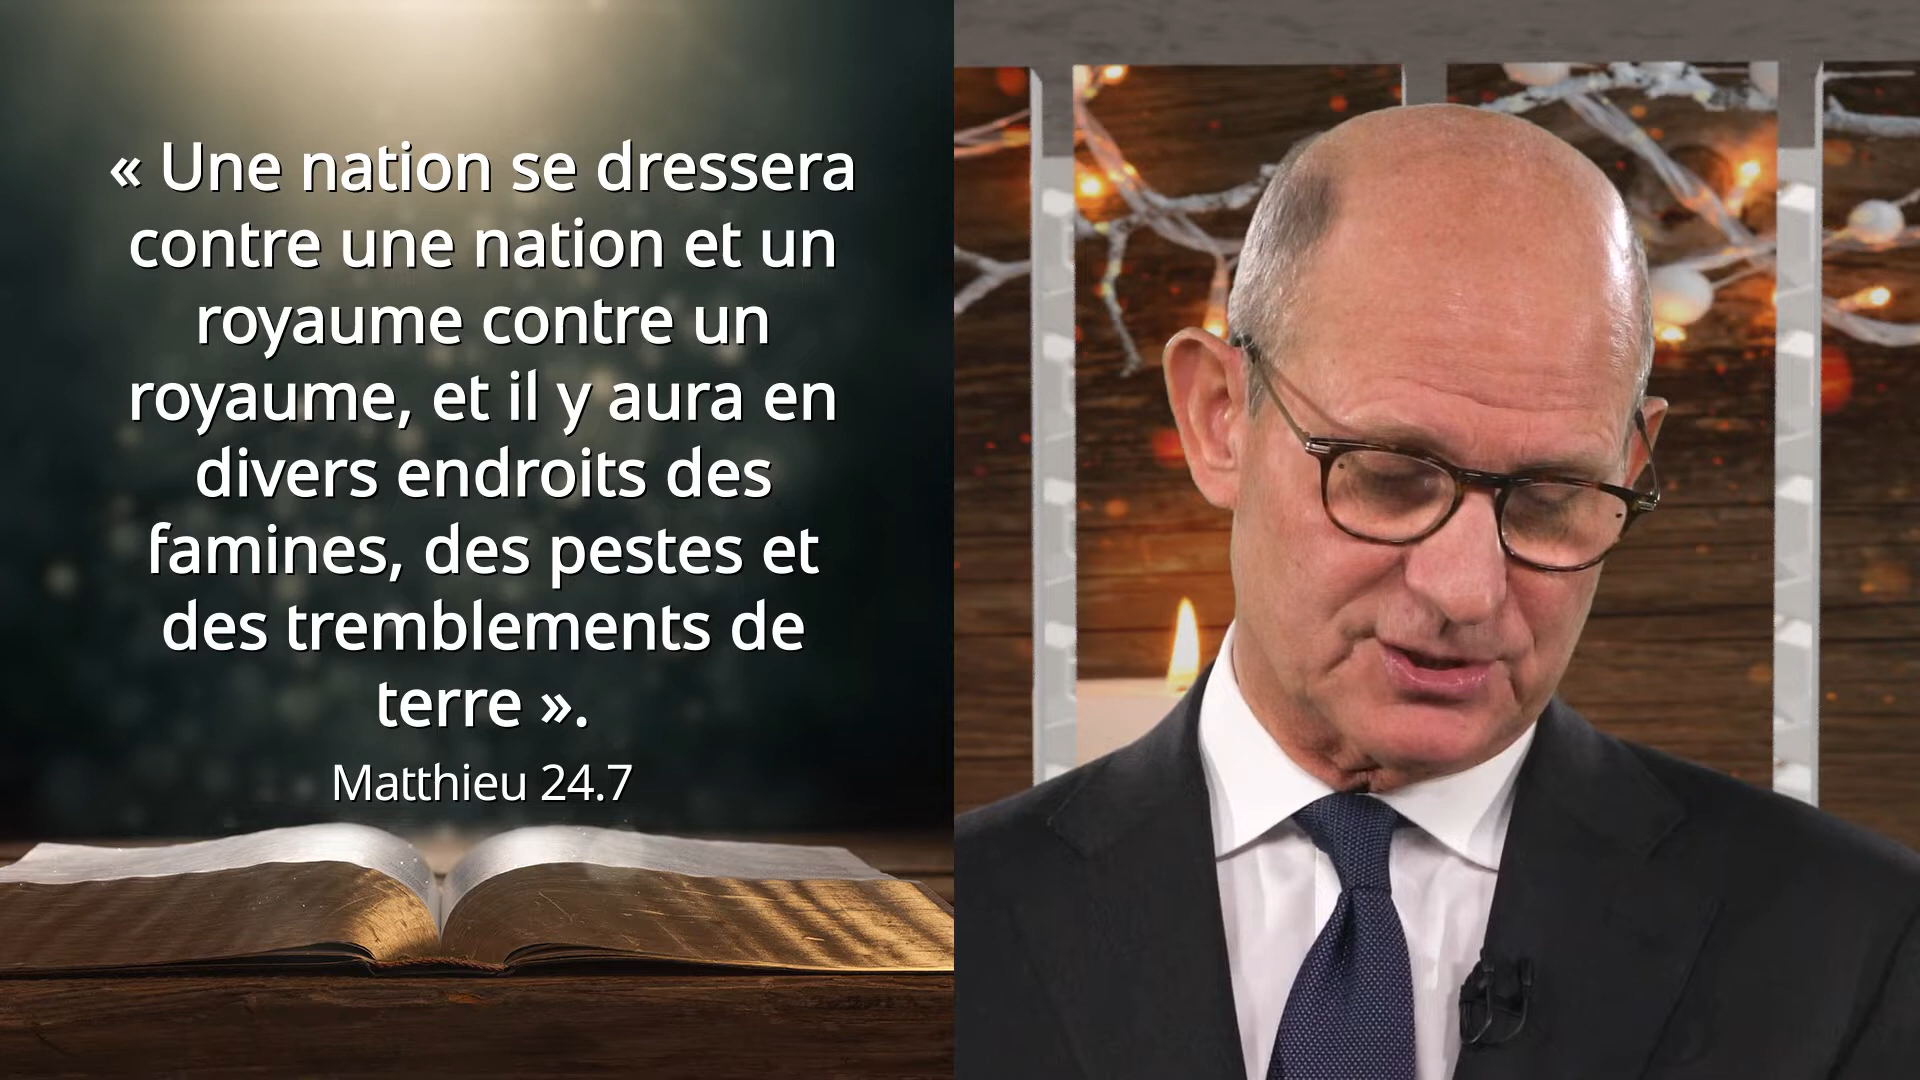 « Une nation se dressera
contre une nation et un
royaume contre un
royaume, et il y aura en
divers endroits des
famines, des pestes et
des tremblements de
terre ».
Matthieu 24.7